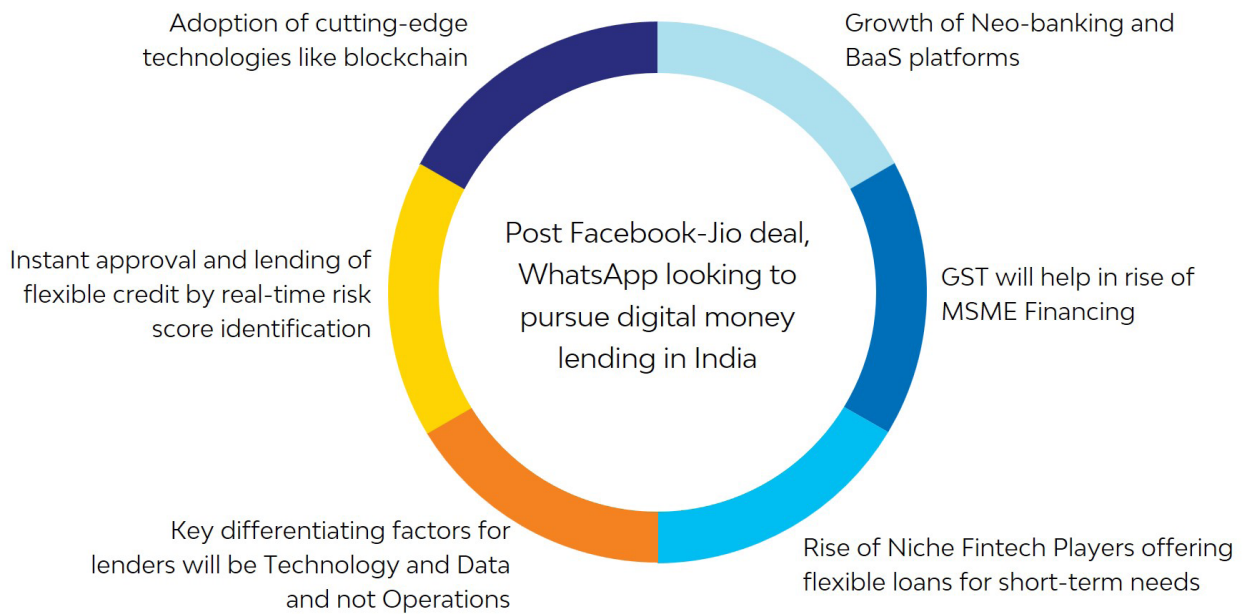 Adoption of cutting-edge
technologies like blockchain
Growth of Neo-banking and
BaaS platforms
Instant approval and lending of
flexible credit by real-time risk
score identification
Post Facebook-Jio deal,
WhatsApp looking to
pursue digital money
lending in India
GST will help in rise of
MSME Financing
Key differentiating factors for
lenders will be Technology and Data
and not Operations
Rise of Niche Fintech Players offering
flexible loans for short-term needs